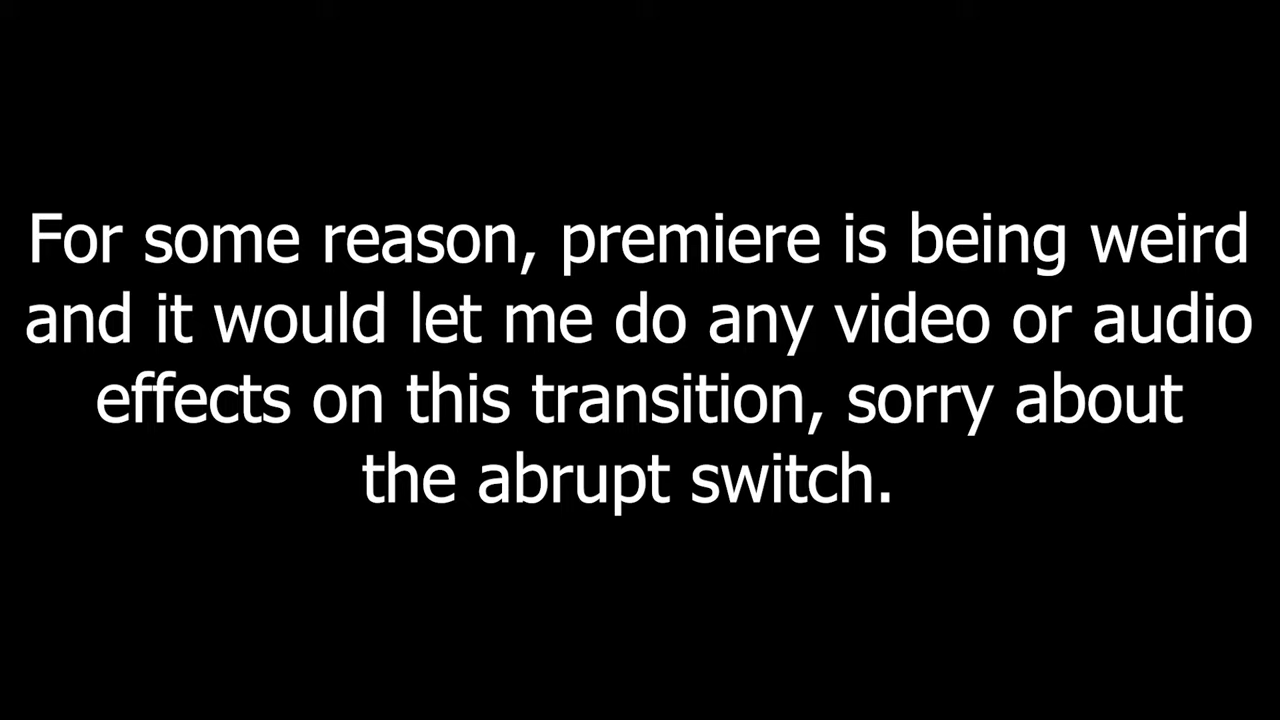 For some reason, premiere is being weird
and it would let me do any video or audio
effects on this transition, sorry about
the abrupt switch.